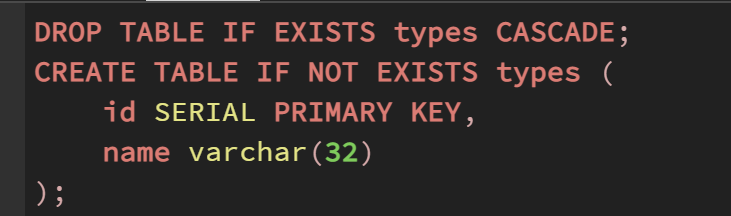 DROP TABLE IF EXISTS types CASCADE;
CREATE TABLE IF NOT EXISTS types (
    id SERIAL PRIMARY KEY,
    name varchar(32)
);